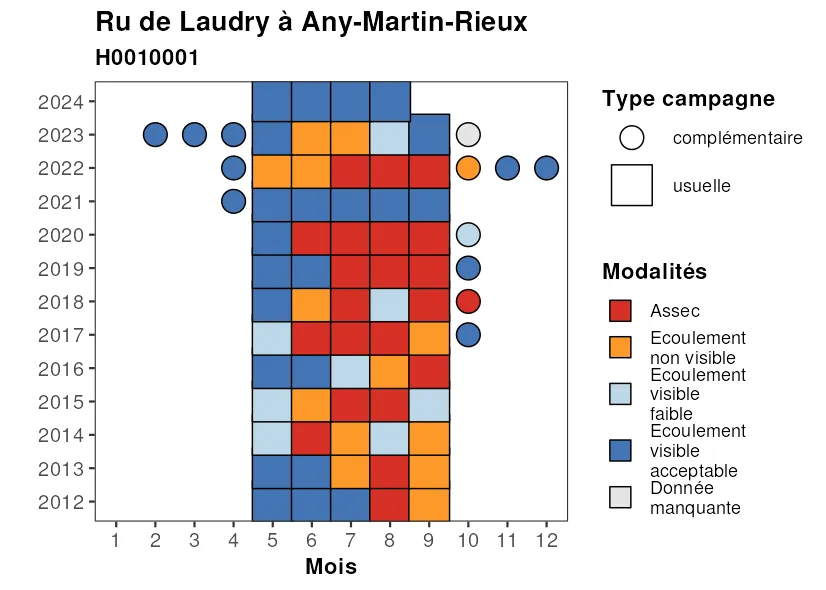 Ru de Laudry à Any-Martin-Rieux
H0010001
2024
2023
2022
2021
2020
2019
2018
2017
2016
2015
2014
2013
2012
1 2 3 4 5 6 7 8 9 10 11 12
Mois
Type campagne
complémentaire
usuelle
Modalités
Assec
Ecoulement
non visible
Ecoulement
visible
faible
Ecoulement
visible
acceptable
Donnée
manquante